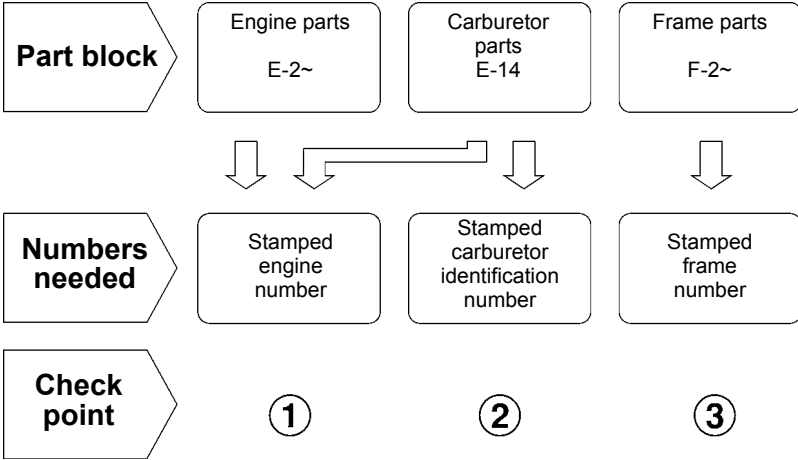 Part block
Engine parts
E-2~
Carburetor
parts
E-14
Frame parts
F-2~
Numbers
needed
Stamped
engine
number
Stamped
carburetor
identification
number
Stamped
frame
number
Check
point
①
②
③